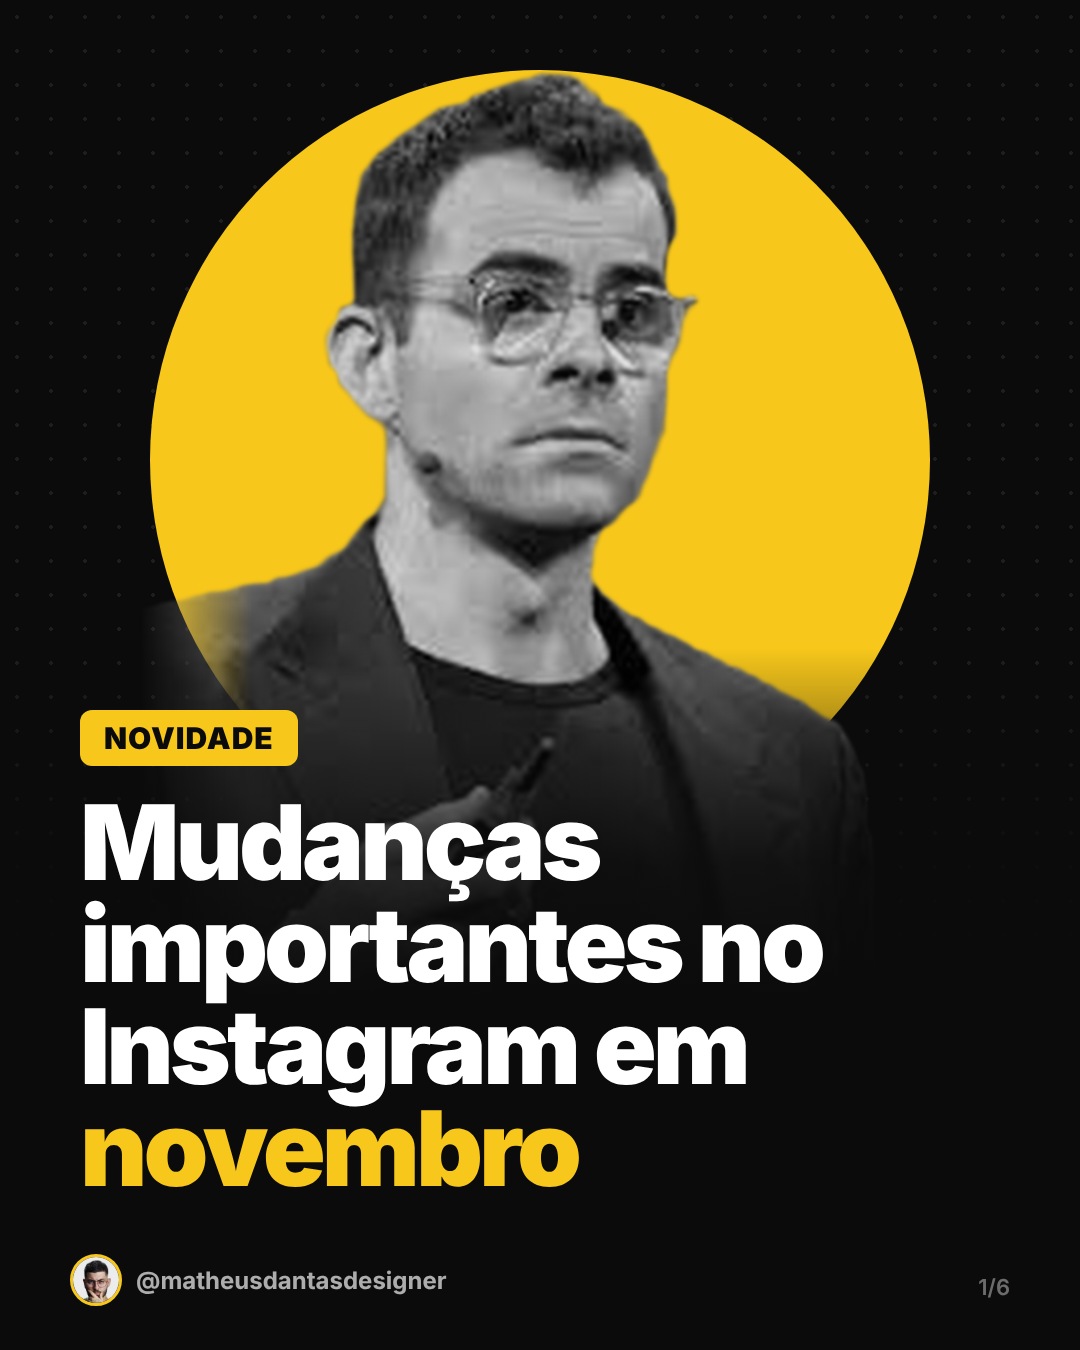 NOVIDADE
Mudanças
importantes no
Instagram em
novembro
@matheusdantasdesigner
1/6